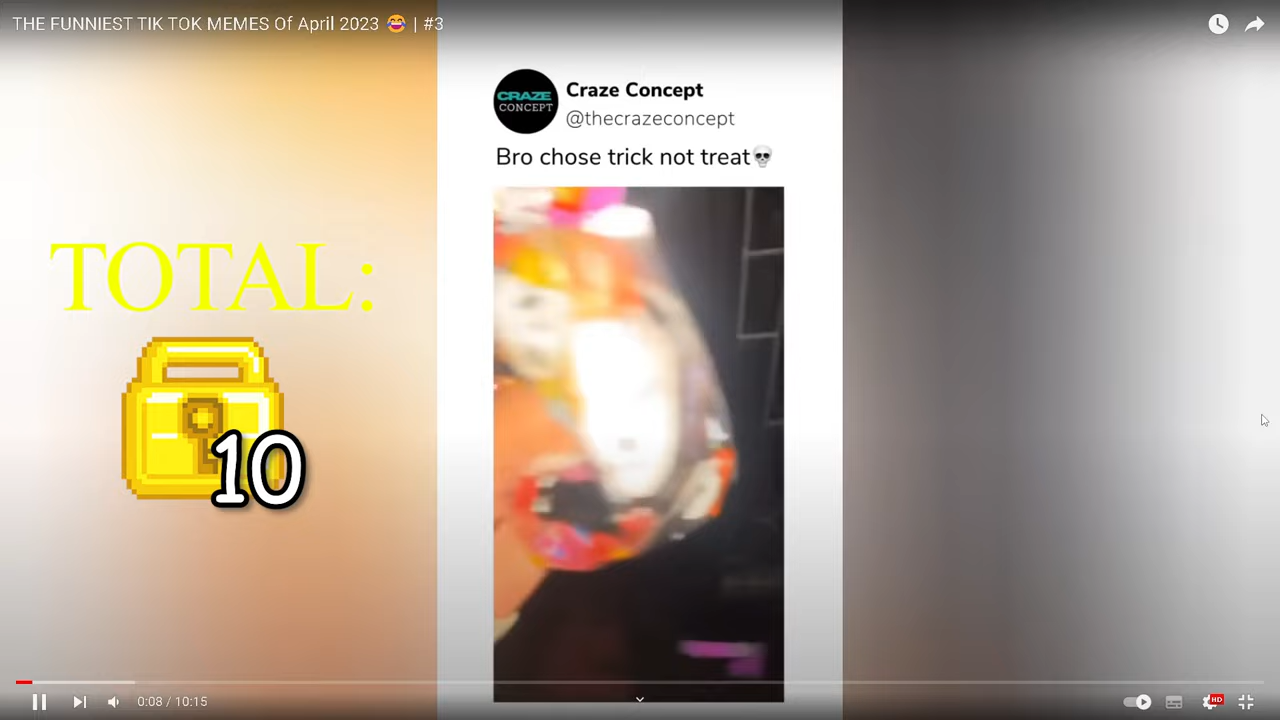 THE FUNNIEST TIK TOK MEMES Of April 2023 😂 | #3
CRAZE
CONCEPT
Craze Concept
@thecrazeconcept
Bro chose trick not treat💀
TOTAL:
10
0:08 / 10:15
HD